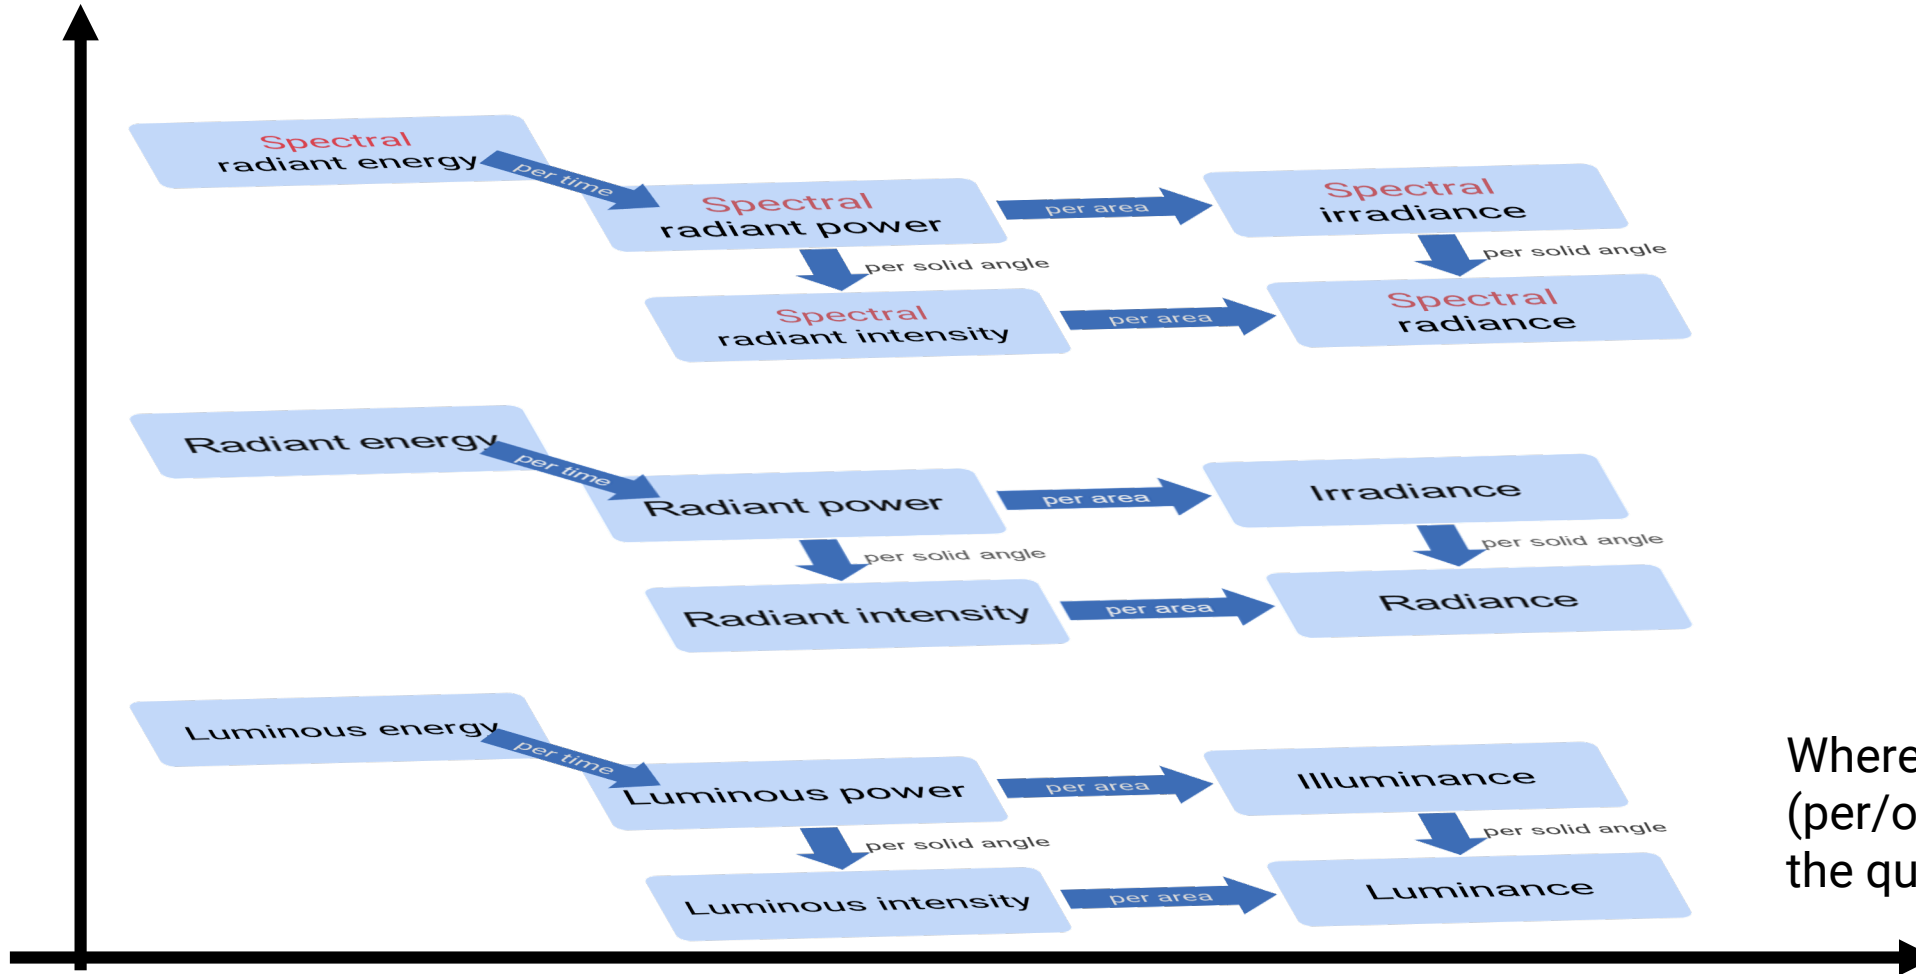 Spectral
radiant energy
per time
Spectral
radiant power
per area
Spectral
irradiance
per solid angle
per solid angle
Spectral
radiant intensity
per area
Spectral
radiance
Radiant energy
per time
Radiant power
per area
Irradiance
per solid angle
per solid angle
Radiant intensity
per area
Radiance
Luminous energy
per time
Luminous power
per area
Illuminance
per solid angle
per solid angle
Luminous intensity
per area
Luminance
Where
(per/o
the qu